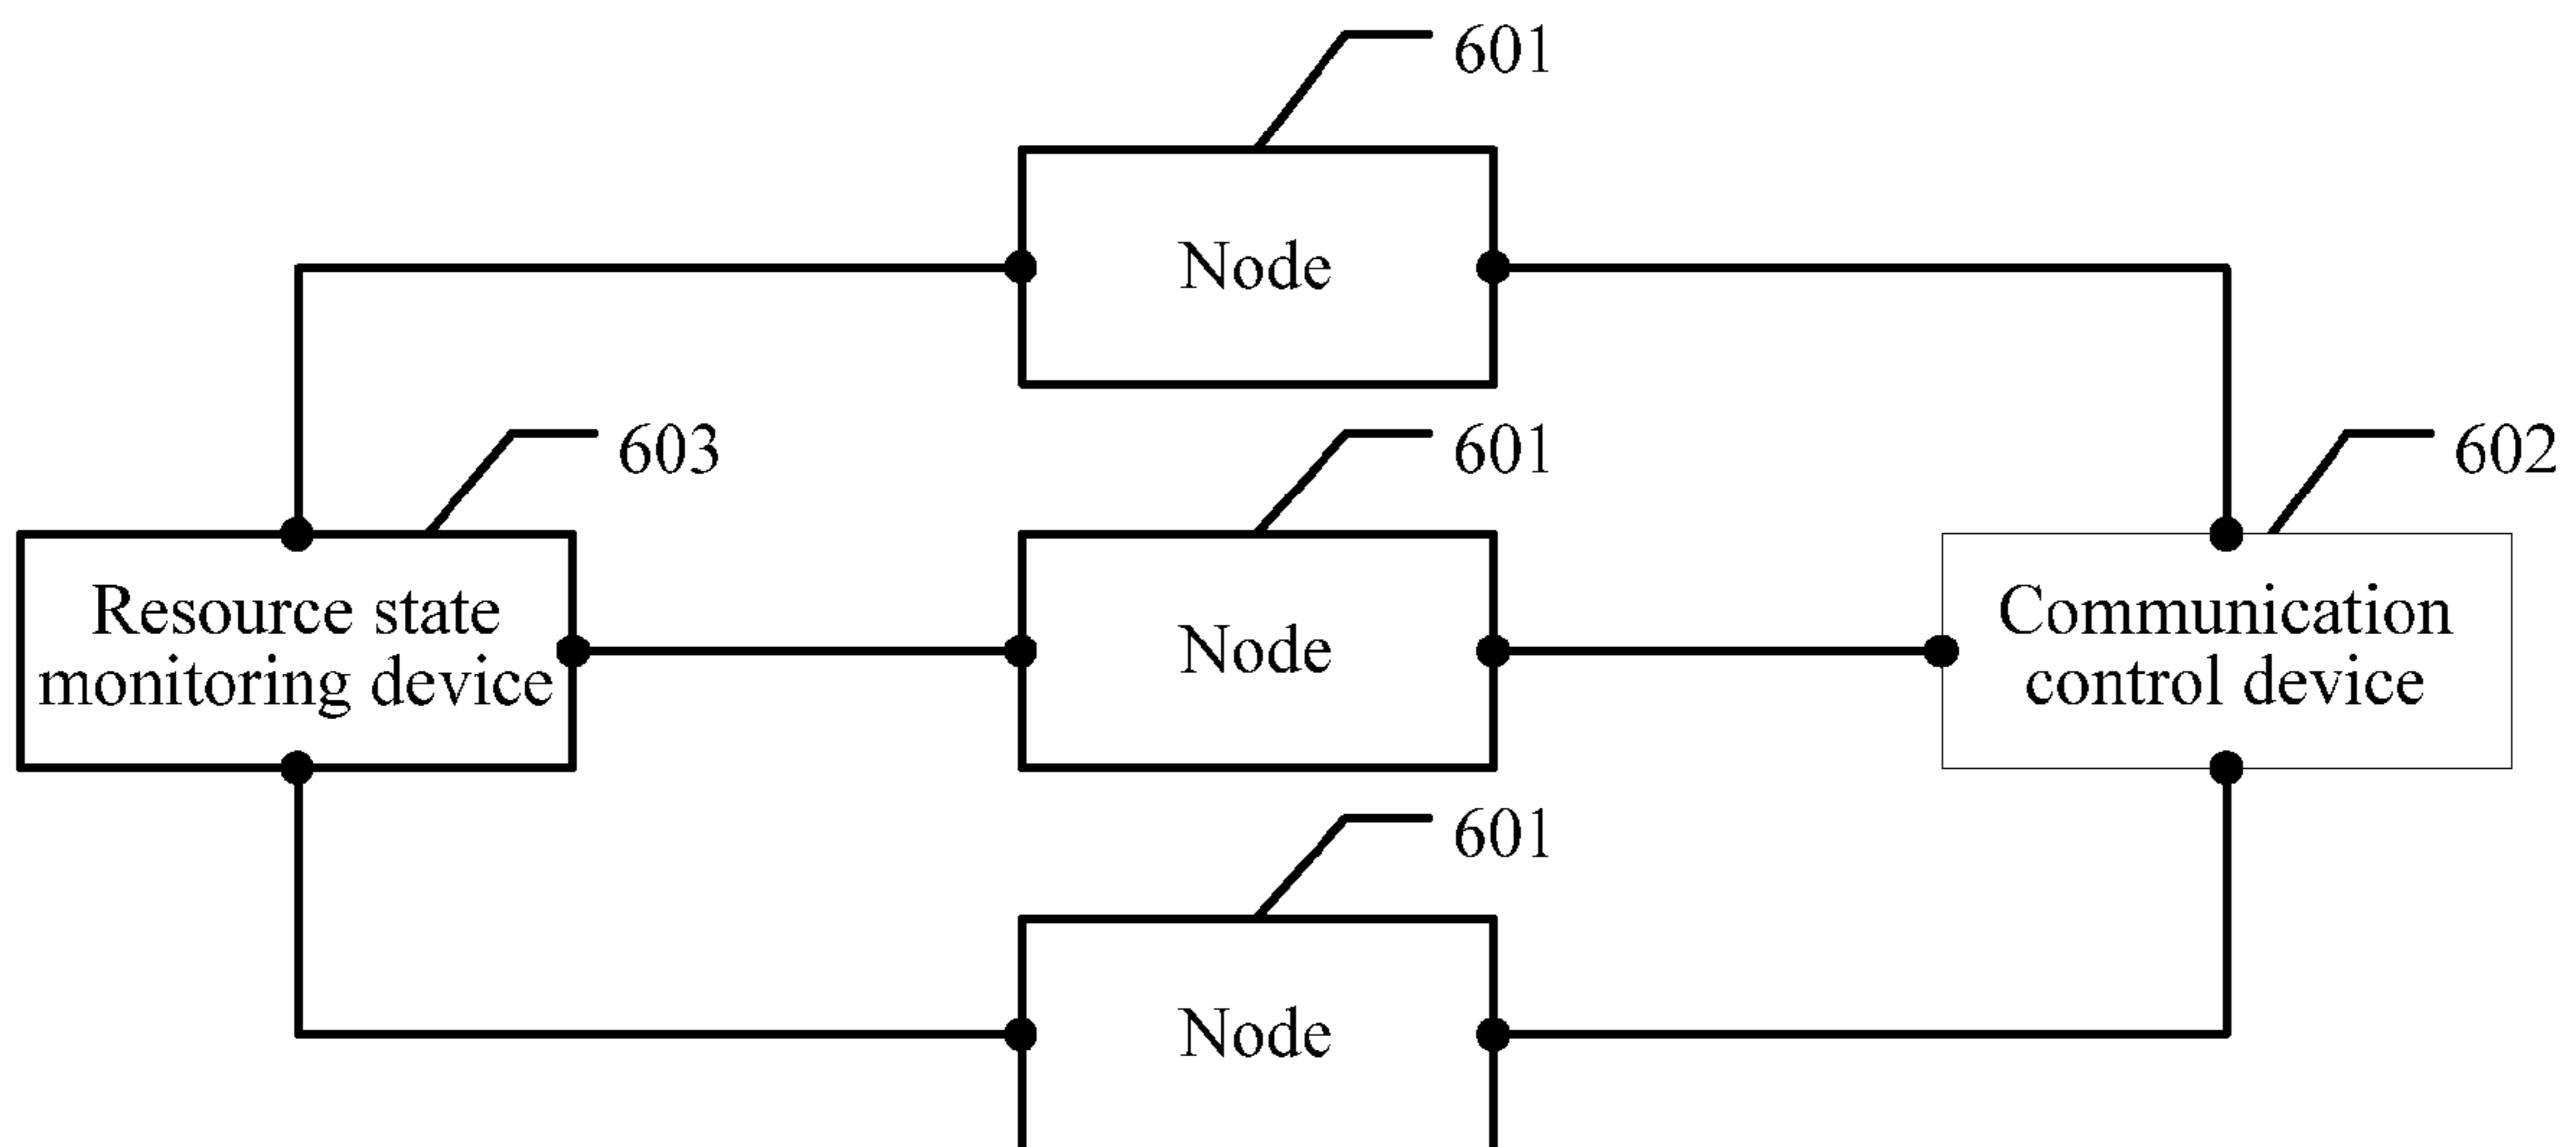 601
Node
603
601
602
Resource state
monitoring device
Node
Communication
control device
601
Node